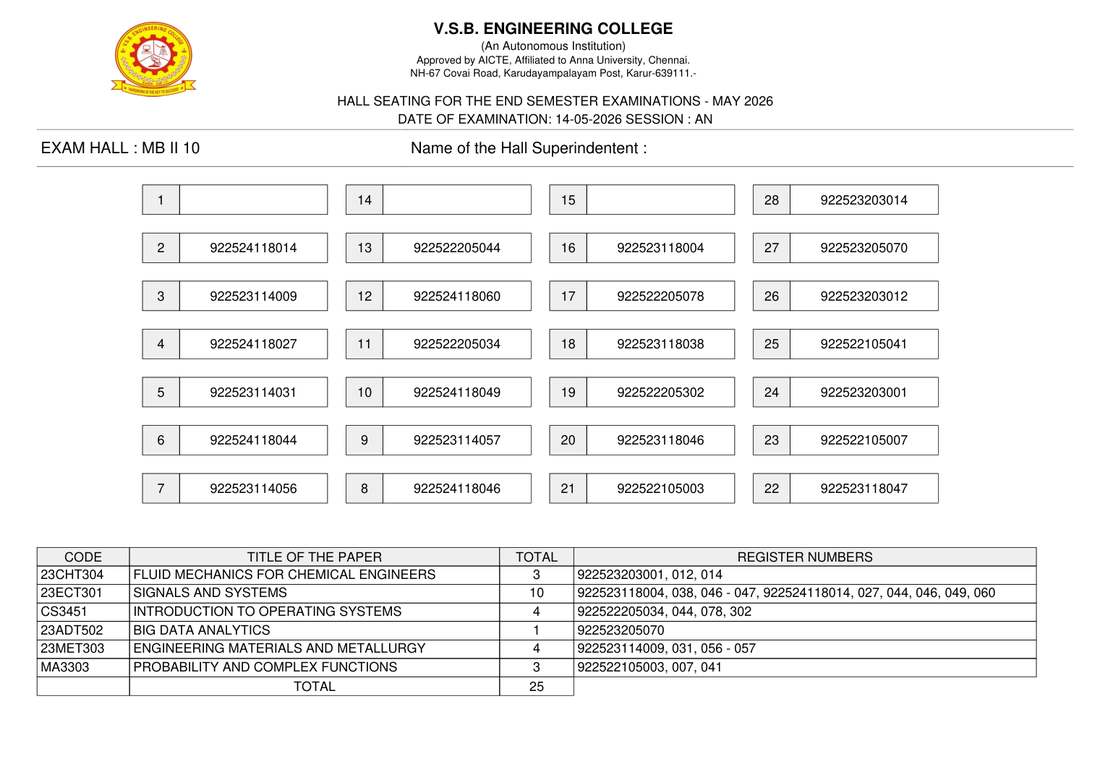 V.S.B. ENGINEERING COLLEGE
(An Autonomous Institution)
Approved by AICTE, Affiliated to Anna University, Chennai.
NH-67 Covai Road, Karudayampalayam Post, Karur-639111.-
HALL SEATING FOR THE END SEMESTER EXAMINATIONS - MAY 2026
DATE OF EXAMINATION: 14-05-2026 SESSION : AN
EXAM HALL : MB II 10 Name of the Hall Superindentent :
1 14 15 28 922523203014
2 922524118014 13 922522205044 16 922523118004 27 922523205070
3 922523114009 12 922524118060 17 922522205078 26 922523203012
4 922524118027 11 922522205034 18 922523118038 25 922522105041
5 922523114031 10 922524118049 19 922522205302 24 922523203001
6 922524118044 9 922523114057 20 922523118046 23 922522105007
7 922523114056 8 922524118046 21 922522105003 22 922523118047
CODE TITLE OF THE PAPER TOTAL REGISTER NUMBERS
23CHT304 FLUID MECHANICS FOR CHEMICAL ENGINEERS 3 922523203001, 012, 014
23ECT301 SIGNALS AND SYSTEMS 10 922523118004, 038, 046 - 047, 922524118014, 027, 044, 046, 049, 060
CS3451 INTRODUCTION TO OPERATING SYSTEMS 4 922522205034, 044, 078, 302
23ADT502 BIG DATA ANALYTICS 1 922523205070
23MET303 ENGINEERING MATERIALS AND METALLURGY 4 922523114009, 031, 056 - 057
MA3303 PROBABILITY AND COMPLEX FUNCTIONS 3 922522105003, 007, 041
TOTAL 25